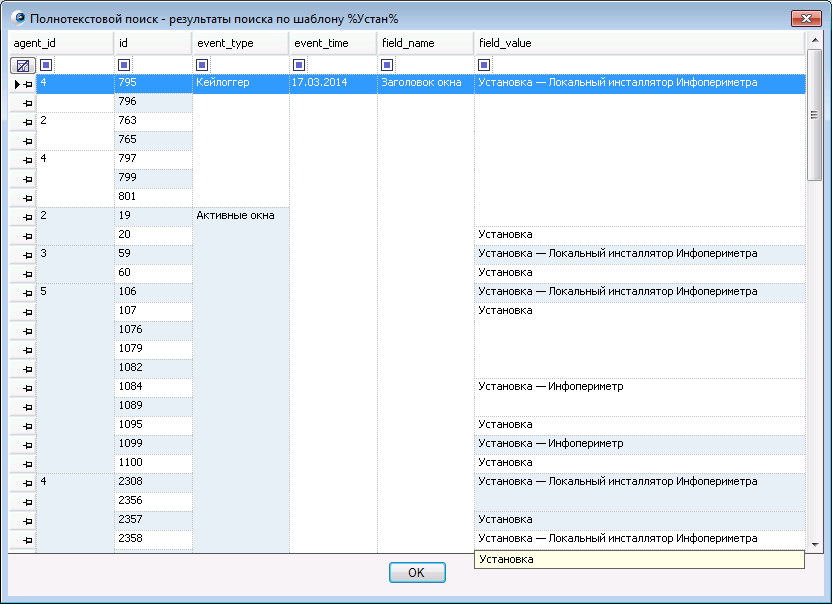 Полнотекстовый поиск - результаты поиска по шаблону %Устан%
agent_id id event_type event_time field_name field_value
4 795 Кейлоггер 17.03.2014 Заголовок окна Установка — Локальный инсталлятор Инфопериметра
796
2 763
765
4 797
799
801
2 19 Активные окна
20 Установка
3 59 Установка — Локальный инсталлятор Инфопериметра
60 Установка
5 106 Установка — Локальный инсталлятор Инфопериметра
107 Установка
1076
1079
1082
1084 Установка — Инфопериметр
1089
1095 Установка
1099 Установка — Инфопериметр
1100 Установка
4 2308 Установка — Локальный инсталлятор Инфопериметра
2356
2357 Установка
2358 Установка — Локальный инсталлятор Инфопериметра
Установка
OK